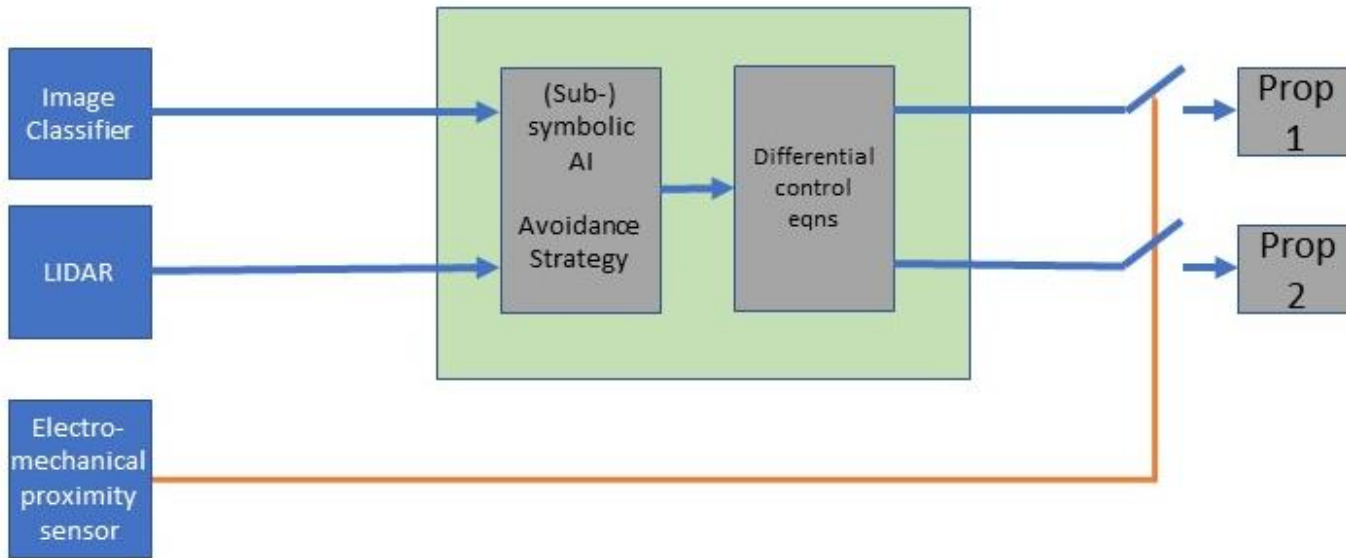 Image
Classifier
LIDAR
Electro-
mechanical
proximity
sensor
(Sub-)
symbolic
AI
Avoidance
Strategy
Differential
control
eqns
Prop
1
Prop
2